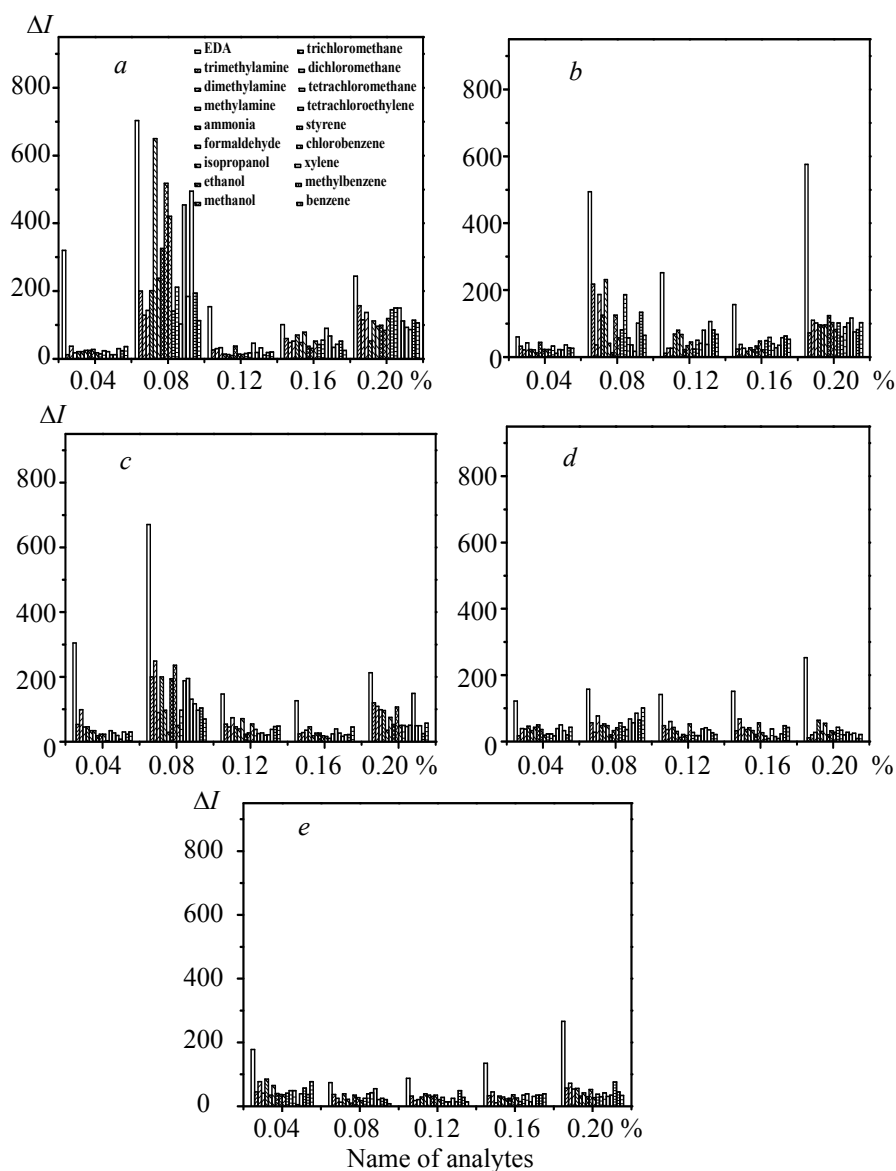 ΔI
a
800
600
400
200
0
0.04 0.08 0.12 0.16 0.20 %
EDA trichloromethane
trimethylamine dichloromethane
dimethylamine tetrachloromethane
methylamine tetrachloroethylene
ammonia styrene
formaldehyde chlorobenzene
isopropanol xylene
ethanol methylbenzene
methanol benzene
b
800
600
400
200
0
0.04 0.08 0.12 0.16 0.20 %
ΔI
c
800
600
400
200
0
0.04 0.08 0.12 0.16 0.20 %
d
800
600
400
200
0
0.04 0.08 0.12 0.16 0.20 %
ΔI
e
800
600
400
200
0
0.04 0.08 0.12 0.16 0.20 %
Name of analytes